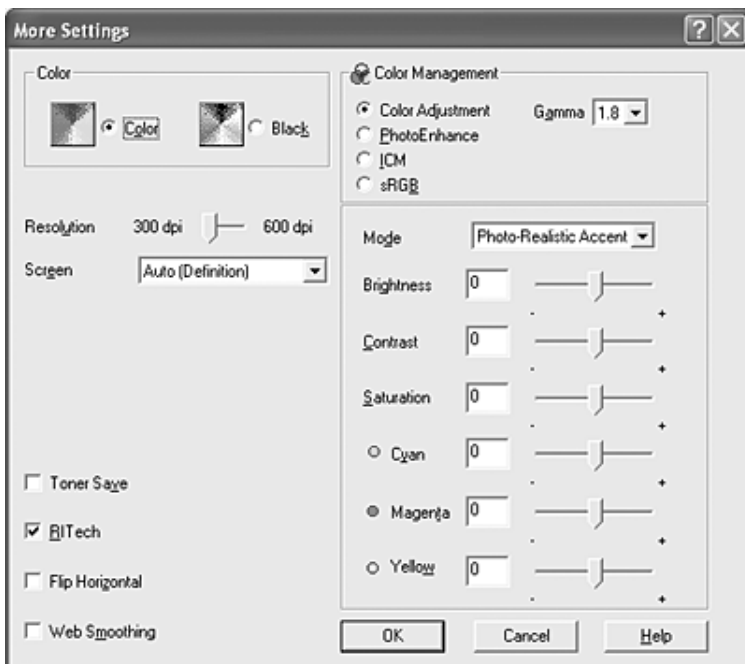 More Settings
Color
Color
Black
Resolution 300 dpi 600 dpi
Screen Auto (Definition)
Toner Save
RITech
Flip Horizontal
Web Smoothing
Color Management
Color Adjustment
PhotoEnhance
ICM
sRGB
Gamma 1.8
Mode Photo-Realistic Accent
Brightness 0
- +
Contrast 0
- +
Saturation 0
- +
Cyan 0
- +
Magenta 0
- +
Yellow 0
- +
OK Cancel Help